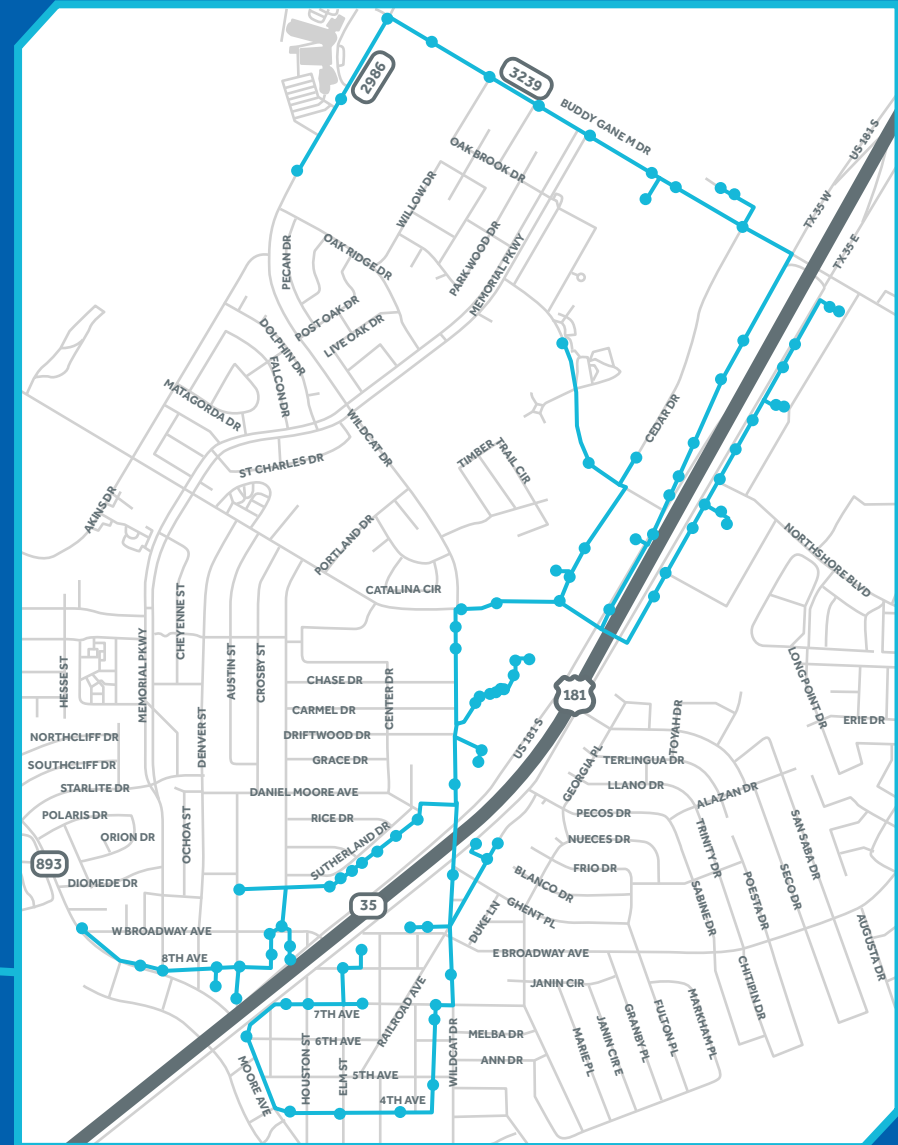 2986
3239
BUDDY GANEM DR
US 181 S
OAK BROOK DR
WILLOW DR
TX 35 W
TX 35 E
PECAN DR
OAK RIDGE DR
PARK WOOD DR
MEMORIAL PKWY
POST OAK DR
LIVE OAK DR
DOLPHIN DR
FALCON DR
MATAGORDA DR
WILDCAT DR
CEDAR DR
ST CHARLES DR
TIMBER
TRAIL CIR
AKINS DR
PORTLAND DR
NORTHSHORE BLVD
CATALINA CIR
CHEYENNE ST
HESSE ST
MEMORIAL PKWY
AUSTIN ST
CROSBY ST
CHASE DR
CENTER DR
LONGPOINT DR
181
CARMEL DR
DENVER ST
US 181 S
TOYAH DR
ERIE DR
NORTHCLIFF DR
DRIFTWOOD DR
GRACE DR
TERLINGUA DR
SOUTHCLIFF DR
GEORGIA PL
LLANO DR
STARLITE DR
DANIEL MOORE AVE
ALAZAN DR
POLARIS DR
RICE DR
PECOS DR
ORION DR
OCHOA ST
SUTHERLAND DR
NUECES DR
TRINITY DR
SAN SABA DR
893
FRIO DR
DIOMEDE DR
BLANCO DR
SABINE DR
POESTA DR
SECO DR
35
GHENT PL
DUKE LN
W BROADWAY AVE
AUGUSTA DR
8TH AVE
E BROADWAY AVE
JANIN CIR
CHITIPIN DR
7TH AVE
RAILROAD AVE
MELBA DR
6TH AVE
WILDCAT DR
MARIE PL
JANIN CIR E
GRANBY PL
FULTON PL
MARKHAM PL
ANN DR
MOORE AVE
HOUSTON ST
ELM ST
5TH AVE
4TH AVE